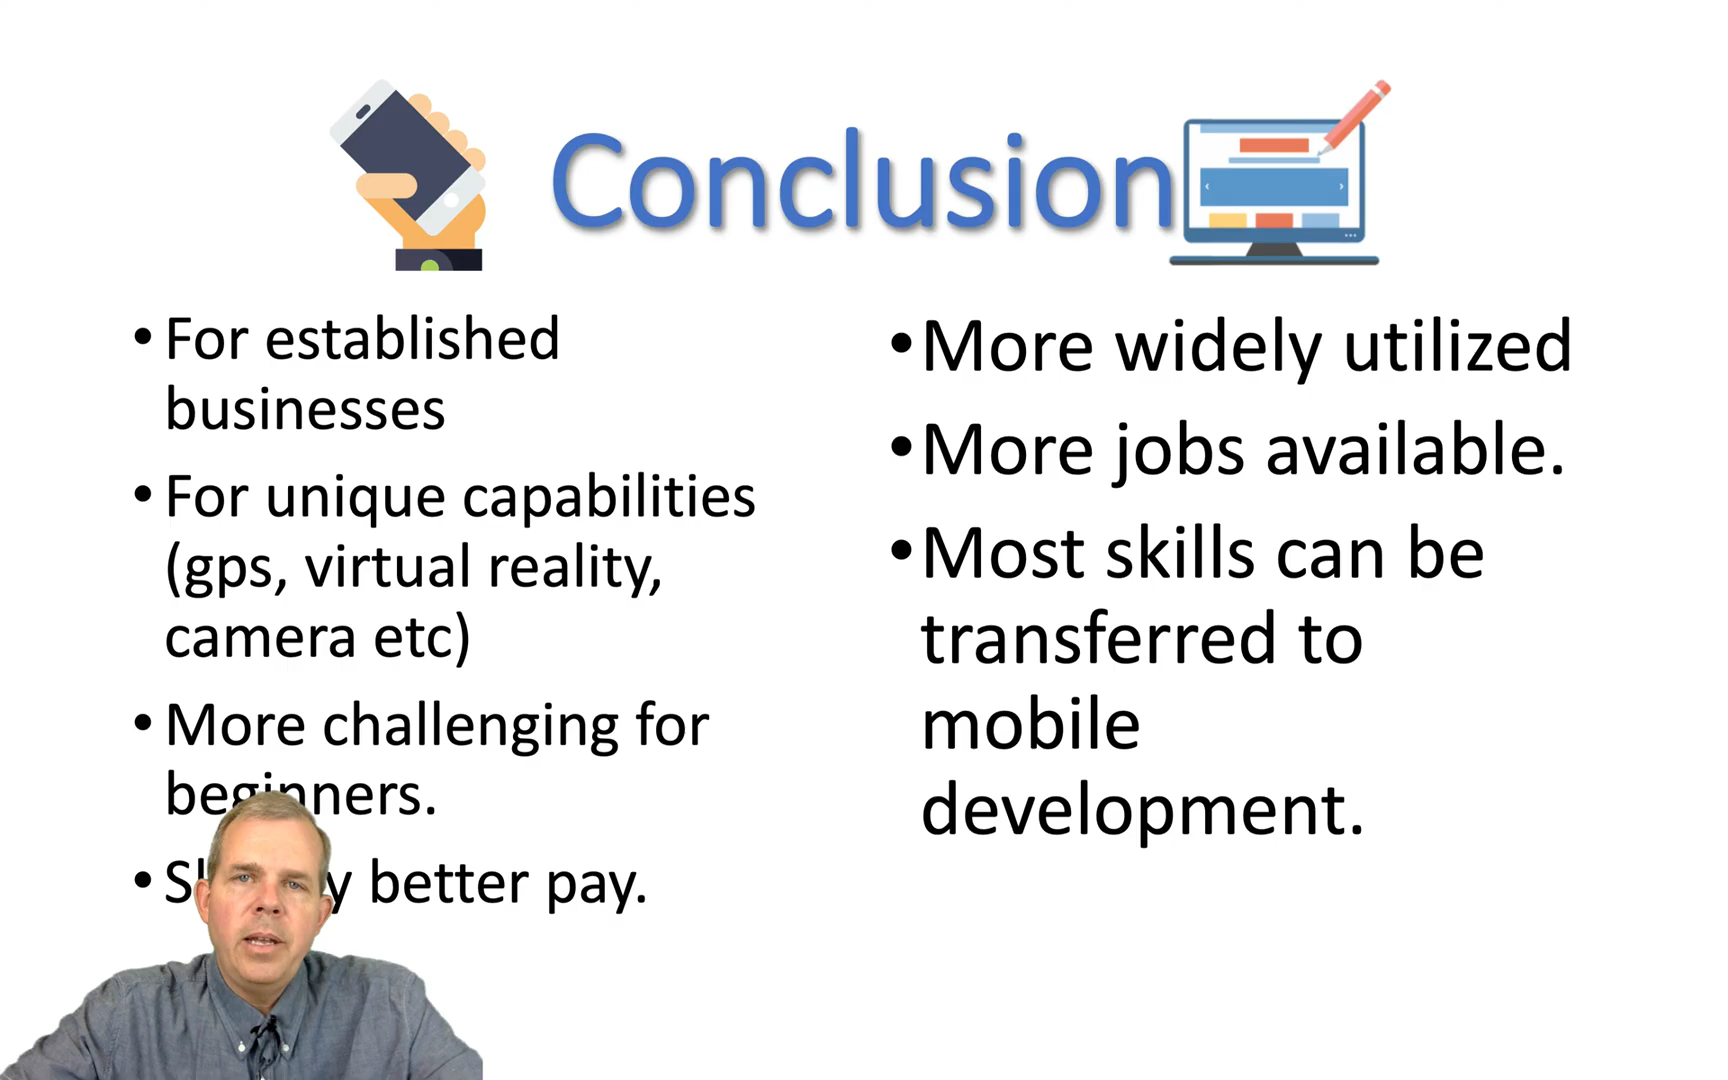 Conclusion
• For established
businesses
• For unique capabilities
(gps, virtual reality,
camera etc)
• More challenging for
beginners.
• better pay.
• More widely utilized
• More jobs available.
• Most skills can be
transferred to
mobile
development.